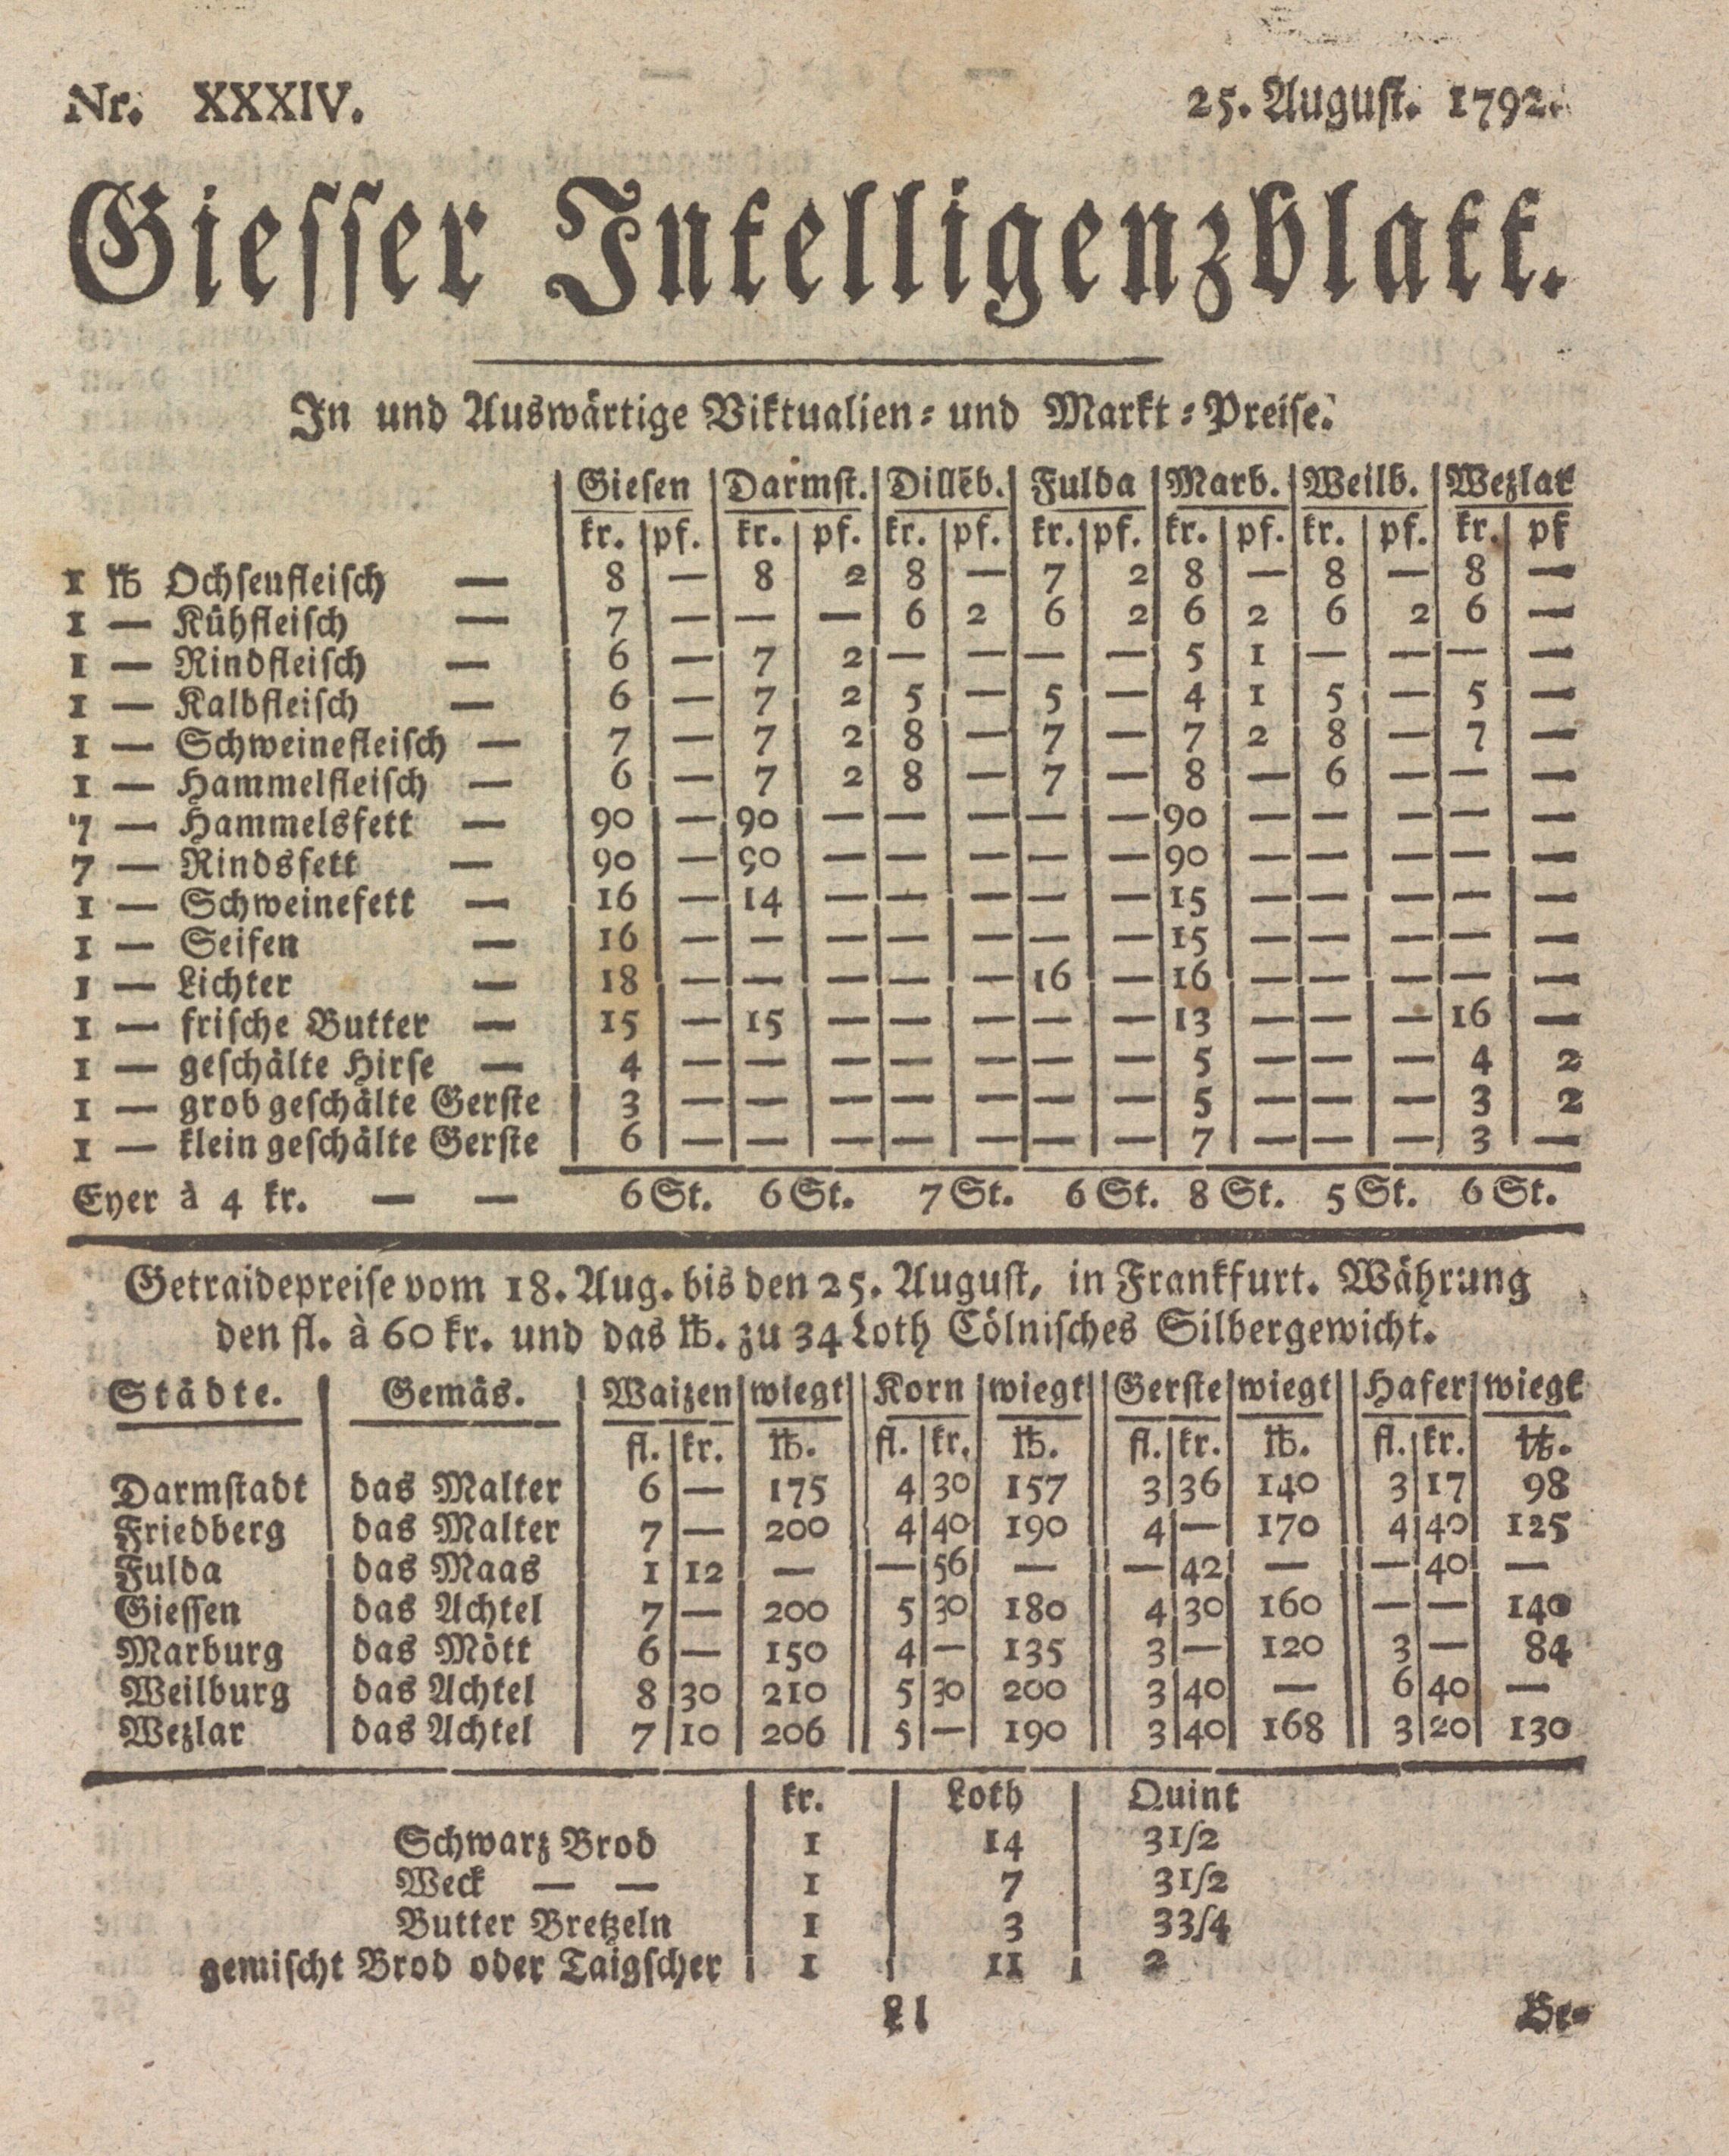 Nr. XXXIV. 25. Auguſt. 1792.
Gieſſer Intelligenzblatt.
In und Auswärtige Viktualien- und Markt-Preiſe.
Gieſen Darmſt. Dillēb. Fulda Marb. Weilb. Wezlar
kr. pf. kr. pf. kr. pf. kr. pf. kr. pf. kr. pf. kr. pf
1 ℔ Ochſenfleiſch — 8 — 8 2 8 — 7 2 8 — 8 — 8 —
1 — Kühfleiſch — 7 — — — 6 2 6 2 6 2 6 2 6 —
1 — Rindfleiſch — 6 — 7 2 — — — — 5 1 — — — —
1 — Kalbfleiſch — 6 — 7 2 5 — 5 — 4 1 5 — 5 —
1 — Schweinefleiſch — 7 — 7 2 8 — 7 — 7 2 8 — 7 —
1 — Hammelfleiſch — 6 — 7 2 8 — 7 — 8 — 6 — — —
7 — Hammelsfett — 90 — 90 — — — — — 90 — — — — —
7 — Rindsfett — 90 — 90 — — — — — 90 — — — — —
1 — Schweinefett — 16 — 14 — — — — — 15 — — — — —
1 — Seifen — 16 — — — — — — — 15 — — — — —
1 — Lichter — 18 — — — — — 16 — 16 — — — — —
1 — friſche Butter — 15 — 15 — — — — — 13 — — — 16 —
1 — geſchälte Hirſe — 4 — — — — — — — 5 — — — 4 2
1 — grob geſchälte Gerſte 3 — — — — — — — 5 — — — 3 2
1 — klein geſchälte Gerſte 6 — — — — — — — 7 — — — 3 —
Eyer à 4 kr. — — 6 St. 6 St. 7 St. 6 St. 8 St. 5 St. 6 St.
Getraidepreiſe vom 18. Aug. bis den 25. Auguſt, in Frankfurt. Währung
den fl. à 60 kr. und das ℔. zu 34 Loth Cölniſches Silbergewicht.
Städte. Gemäs. Waizen wiegt Korn wiegt Gerſte wiegt Hafer wiegt
fl. kr. ℔. fl. kr. ℔. fl. kr. ℔. fl. kr. ℔.
Darmſtadt das Malter 6 — 175 4 30 157 3 36 140 3 17 98
Friedberg das Malter 7 — 200 4 40 190 4 — 170 4 40 125
Fulda das Maas 1 12 — — 56 — — 42 — — 40 —
Gieſſen das Achtel 7 — 200 5 30 180 4 30 160 — — 140
Marburg das Mött 6 — 150 4 — 135 3 — 120 3 — 84
Weilburg das Achtel 8 30 210 5 30 200 3 40 — 6 40 —
Wezlar das Achtel 7 10 206 5 — 190 3 40 168 3 20 130
kr. Loth Quint
Schwarz Brod 1 14 3 1/2
Weck — — 1 7 3 1/2
Butter Bretzeln 1 3 3 3/4
gemiſcht Brod oder Taigſcher 1 11 2
Ll Be-